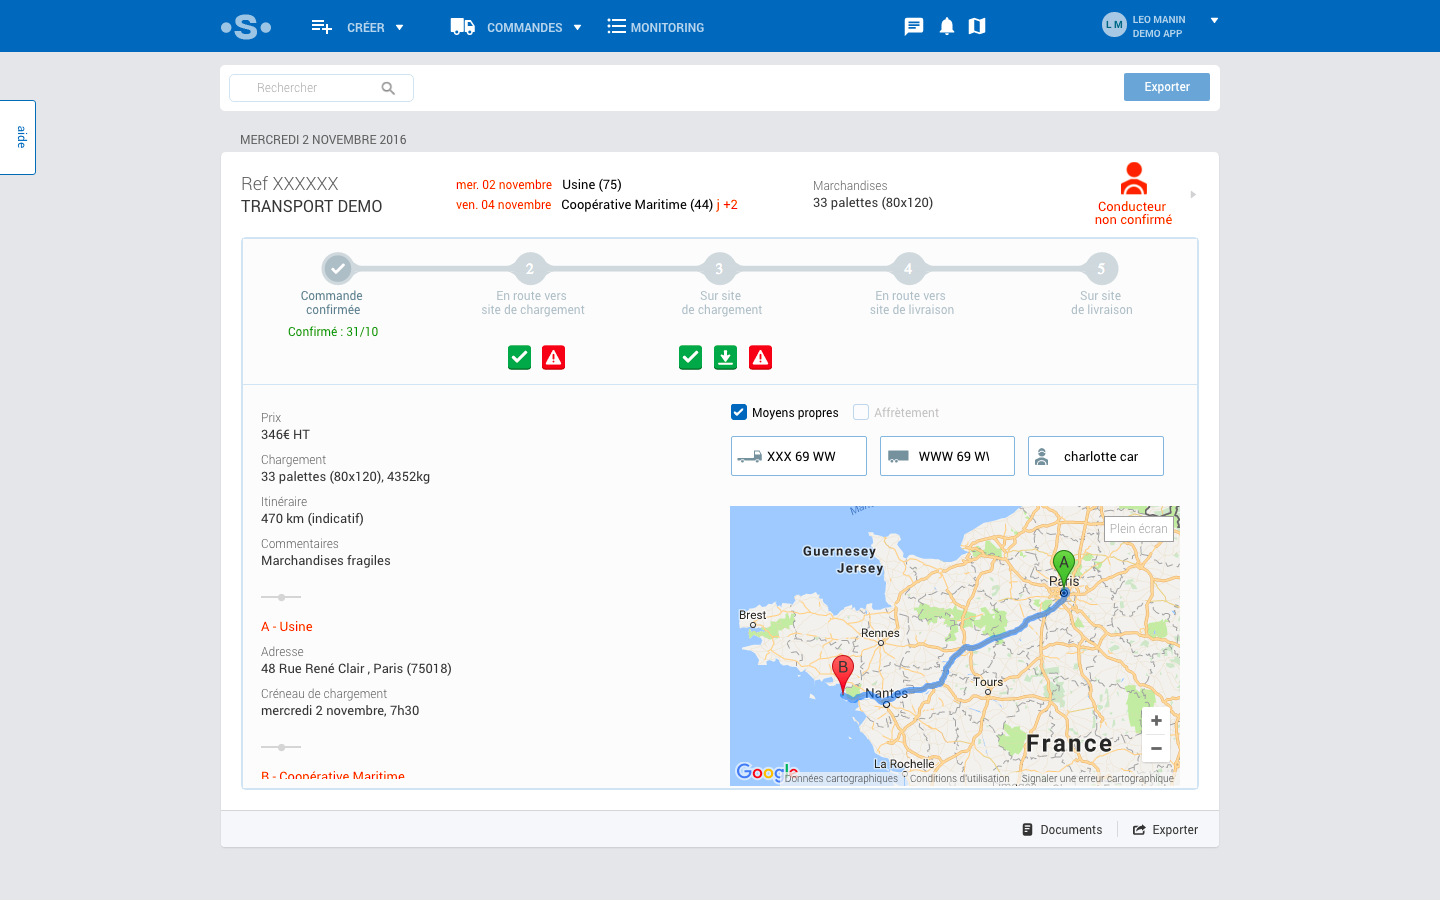 S
CRÉER
COMMANDES
MONITORING
L M
LEO MANIN
DEMO APP
Rechercher
Exporter
aide
MERCREDI 2 NOVEMBRE 2016
Ref XXXXXX
TRANSPORT DEMO
mer. 02 novembre Usine (75)
ven. 04 novembre Coopérative Maritime (44) j +2
Marchandises
33 palettes (80x120)
Conducteur
non confirmé
2
3
4
5
Commande
confirmée
Confirmé : 31/10
En route vers
site de chargement
Sur site
de chargement
En route vers
site de livraison
Sur site
de livraison
Prix
346€ HT
Chargement
33 palettes (80x120), 4352kg
Itinéraire
470 km (indicatif)
Commentaires
Marchandises fragiles
A - Usine
Adresse
48 Rue René Clair , Paris (75018)
Créneau de chargement
mercredi 2 novembre, 7h30
B - Coopérative Maritime
Moyens propres
Affrètement
XXX 69 WW
WWW 69 W
charlotte car
Plein écran
Guernesey
Jersey
A
Paris
Brest
Rennes
B
Nantes
Tours
France
La Rochelle
+
−
Google
Données cartographiques
Conditions d'utilisation
Signaler une erreur cartographique
Documents
Exporter